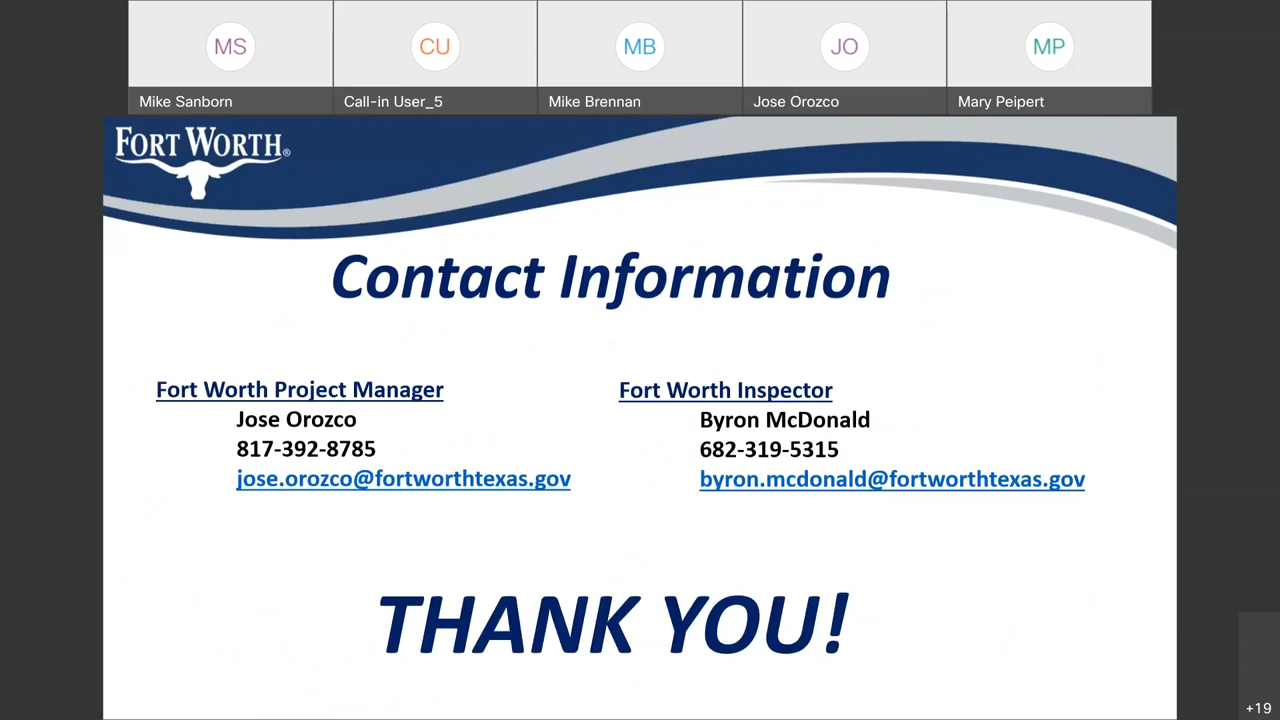 MS CU MB JO MP
Mike Sanborn Call-in User_5 Mike Brennan Jose Orozco Mary Peipert
FORT WORTH®
Contact Information
Fort Worth Project Manager
Jose Orozco
817-392-8785
jose.orozco@fortworthtexas.gov
Fort Worth Inspector
Byron McDonald
682-319-5315
byron.mcdonald@fortworthtexas.gov
THANK YOU!
+19